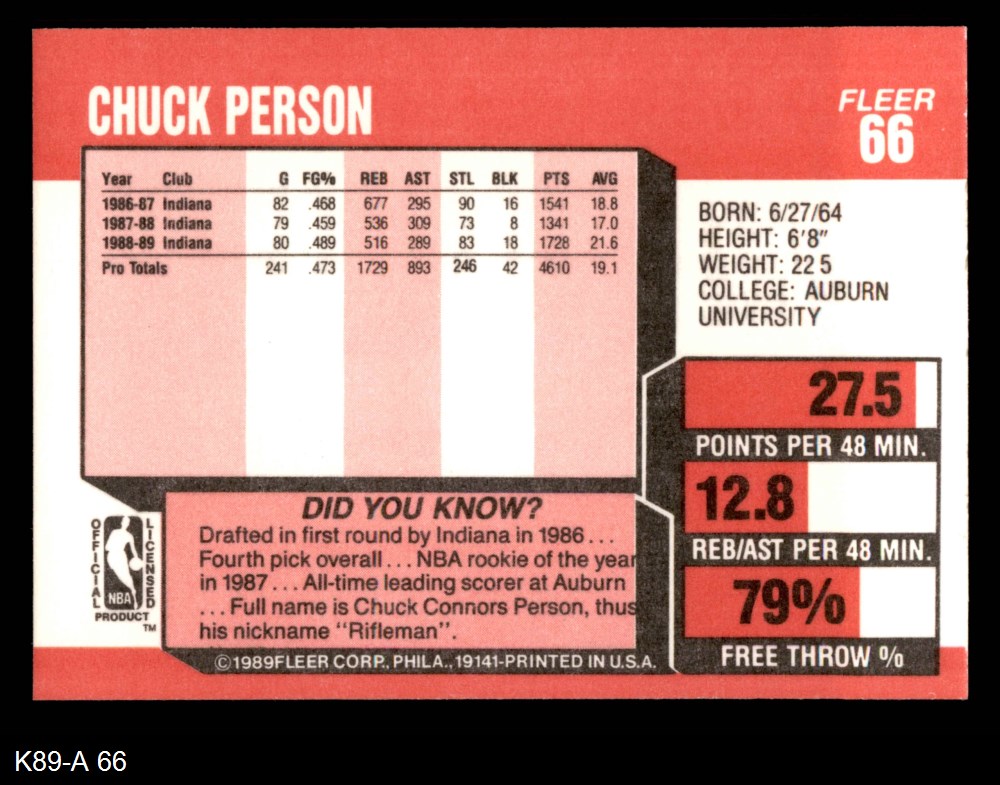 CHUCK PERSON
FLEER
66
Year Club G FG% REB AST STL BLK PTS AVG
1986-87 Indiana 82 .468 677 295 90 16 1541 18.8
1987-88 Indiana 79 .459 536 309 73 8 1341 17.0
1988-89 Indiana 80 .489 516 289 83 18 1728 21.6
Pro Totals 241 .473 1729 893 246 42 4610 19.1
BORN: 6/27/64
HEIGHT: 6'8"
WEIGHT: 22 5
COLLEGE: AUBURN
UNIVERSITY
27.5
POINTS PER 48 MIN.
12.8
REB/AST PER 48 MIN.
79%
FREE THROW %
DID YOU KNOW?
Drafted in first round by Indiana in 1986...
Fourth pick overall... NBA rookie of the year
in 1987... All-time leading scorer at Auburn
... Full name is Chuck Connors Person, thus
his nickname "Rifleman".
OFFICIAL
LICENSED
NBA
PRODUCT
TM
©1989 FLEER CORP., PHILA., 19141-PRINTED IN U.S.A.
K89-A 66